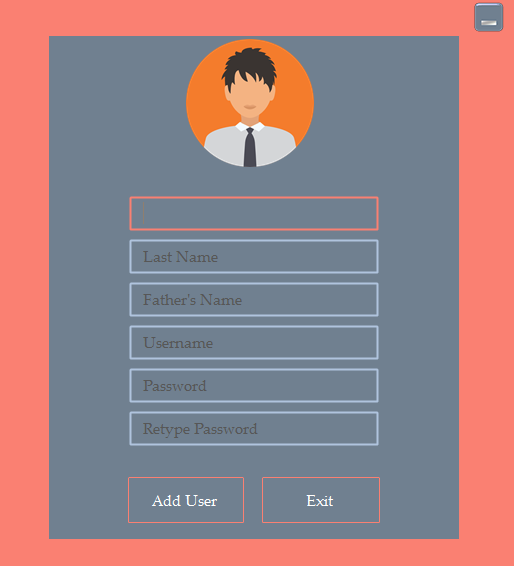 Last Name
Father's Name
Username
Password
Retype Password
Add User
Exit